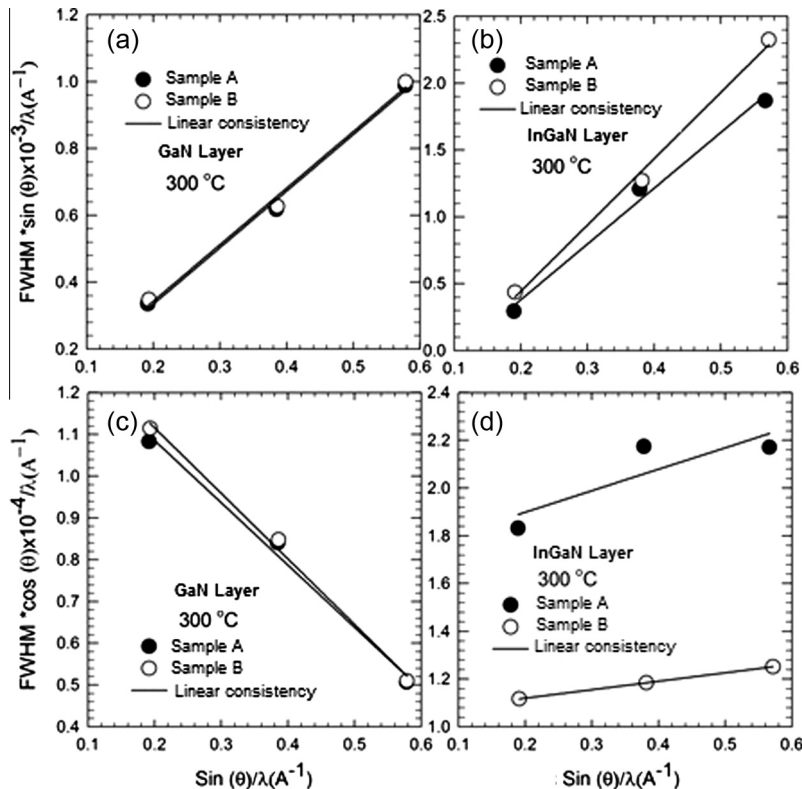 1.2
1.0
0.8
0.6
0.4
0.2
FWHM *sin (θ)x10⁻³/λ(A⁻¹)
(a)
Sample A
Sample B
Linear consistency
GaN Layer
300 °C
0.1 0.2 0.3 0.4 0.5 0.6
2.5
2.0
1.5
1.0
0.5
0.0
(b)
Sample A
Sample B
Linear consistency
InGaN Layer
300 °C
0.1 0.2 0.3 0.4 0.5 0.6
1.2
1.1
1.0
0.9
0.8
0.7
0.6
0.5
0.4
FWHM *cos (θ)x10⁻⁴/λ(A⁻¹)
(c)
GaN Layer
300 °C
Sample A
Sample B
Linear consistency
0.1 0.2 0.3 0.4 0.5 0.6
Sin (θ)/λ(A⁻¹)
2.4
2.2
2.0
1.8
1.6
1.4
1.2
1.0
(d)
InGaN Layer
300 °C
Sample A
Sample B
Linear consistency
0.1 0.2 0.3 0.4 0.5 0.6
: Sin (θ)/λ(A⁻¹)